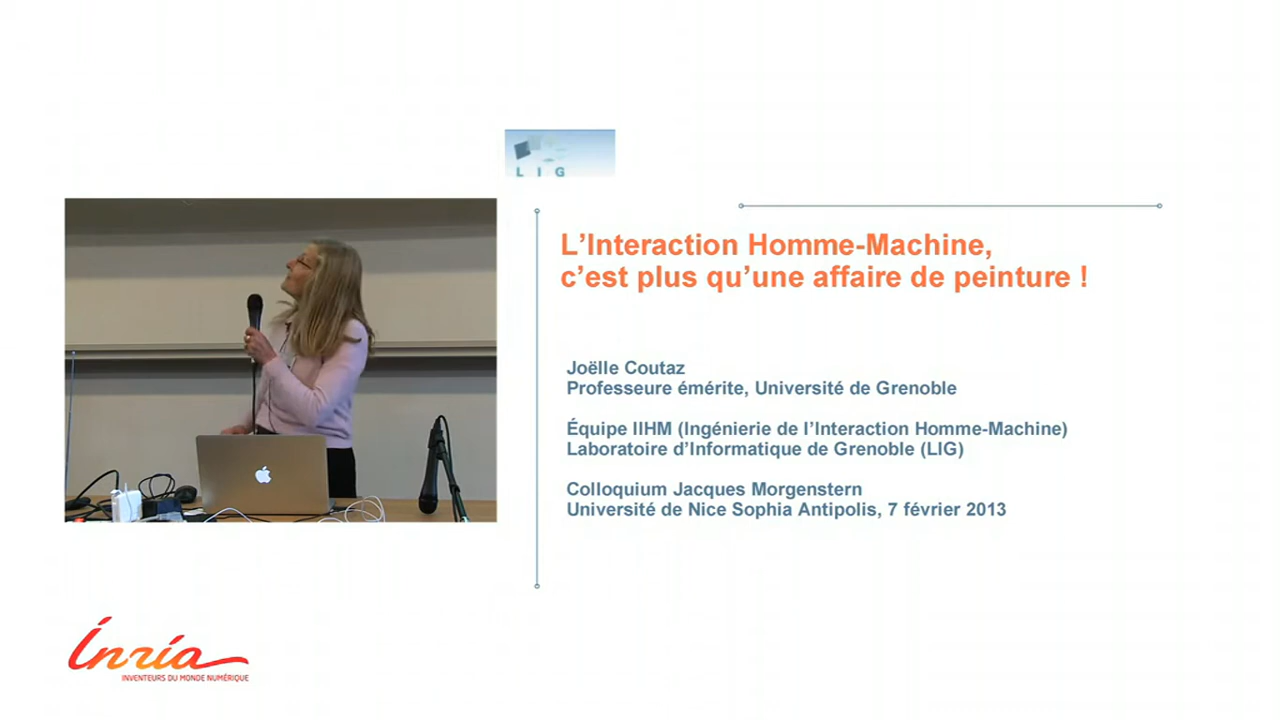 LIG
L'Interaction Homme-Machine,
c'est plus qu'une affaire de peinture !
Joëlle Coutaz
Professeure émérite, Université de Grenoble
Équipe IIHM (Ingénierie de l'Interaction Homme-Machine)
Laboratoire d'Informatique de Grenoble (LIG)
Colloquium Jacques Morgenstern
Université de Nice Sophia Antipolis, 7 février 2013
Inria
INVENTEURS DU MONDE NUMÉRIQUE